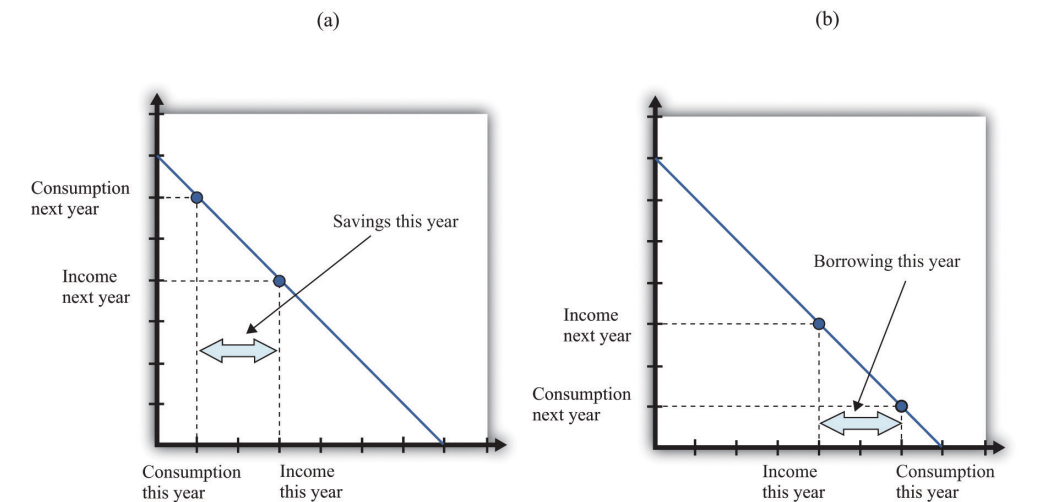 (a)
(b)
Consumption
next year
Savings this year
Income
next year
Consumption
this year
Income
this year
Borrowing this year
Income
next year
Consumption
next year
Income
this year
Consumption
this year